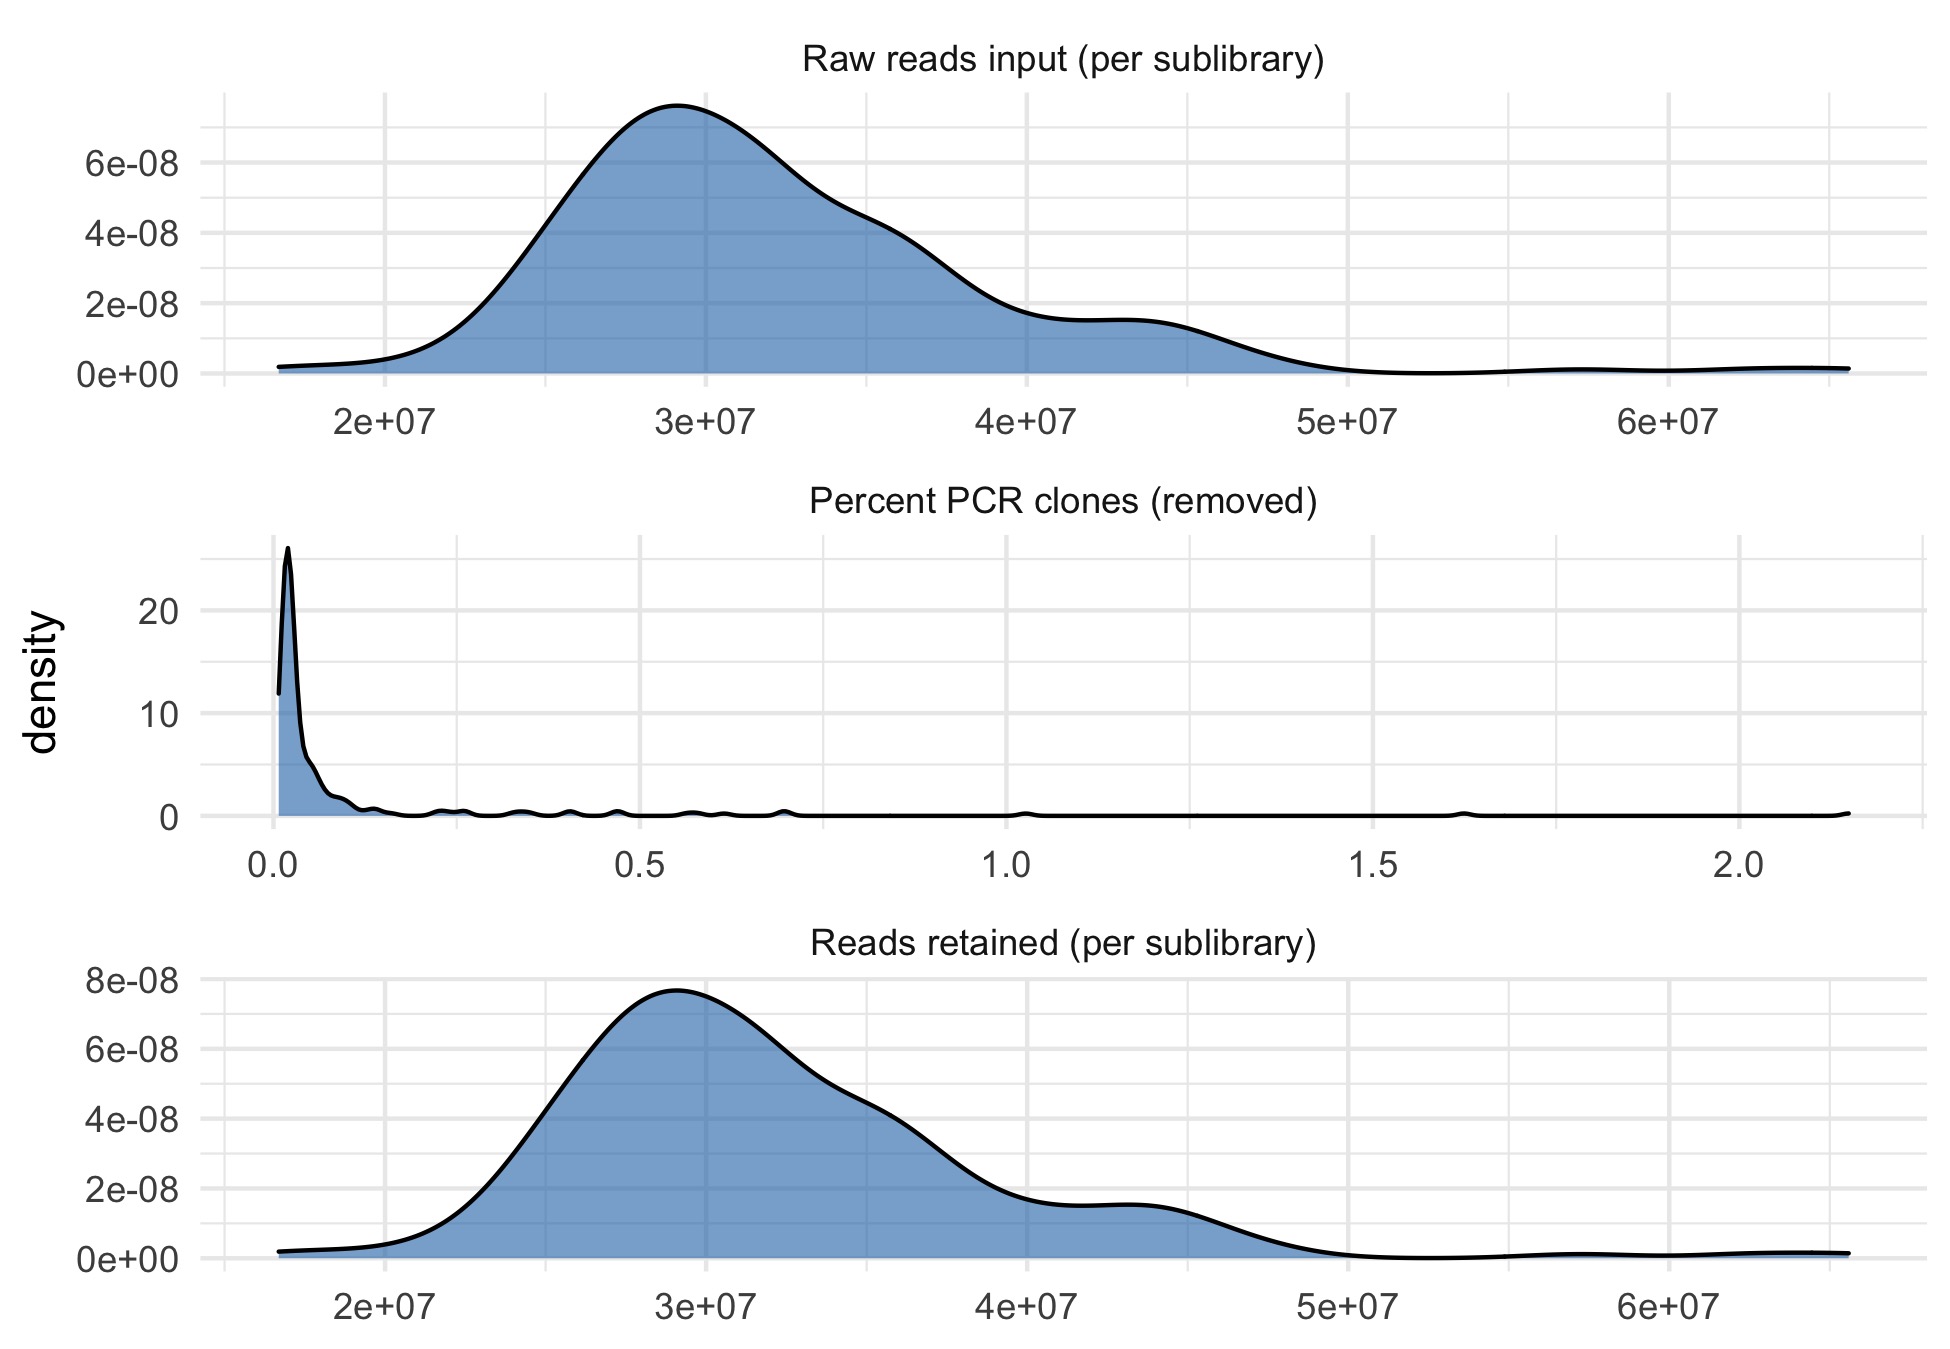 Raw reads input (per sublibrary)
6e-08
4e-08
2e-08
0e+00
2e+07 3e+07 4e+07 5e+07 6e+07
Percent PCR clones (removed)
density
20
10
0
0.0 0.5 1.0 1.5 2.0
Reads retained (per sublibrary)
8e-08
6e-08
4e-08
2e-08
0e+00
2e+07 3e+07 4e+07 5e+07 6e+07